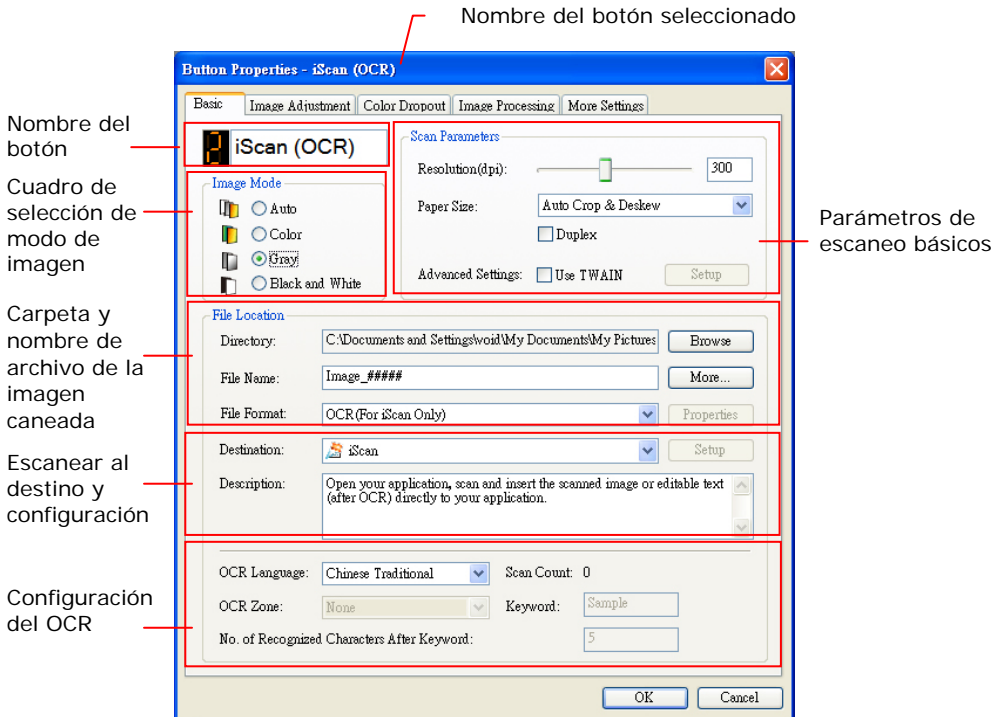 Nombre del botón seleccionado
Button Properties - iScan (OCR)
Basic Image Adjustment Color Dropout Image Processing More Settings
Nombre del
botón
2 iScan (OCR)
Scan Parameters
Resolution(dpi): 300
Paper Size: Auto Crop & Deskew
Duplex
Advanced Settings: Use TWAIN Setup
Cuadro de
selección de
modo de
imagen
Image Mode
Auto
Color
Gray
Black and White
Parámetros de
escaneo básicos
Carpeta y
nombre de
archivo de la
imagen
caneada
File Location
Directory: C:\Documents and Settings\void\My Documents\My Pictures Browse
File Name: Image_##### More...
File Format: OCR(For iScan Only) Properties
Escanear al
destino y
configuración
Destination: iScan Setup
Description: Open your application, scan and insert the scanned image or editable text
(after OCR) directly to your application.
Configuración
del OCR
OCR Language: Chinese Traditional Scan Count: 0
OCR Zone: None Keyword: Sample
No. of Recognized Characters After Keyword: 5
OK Cancel